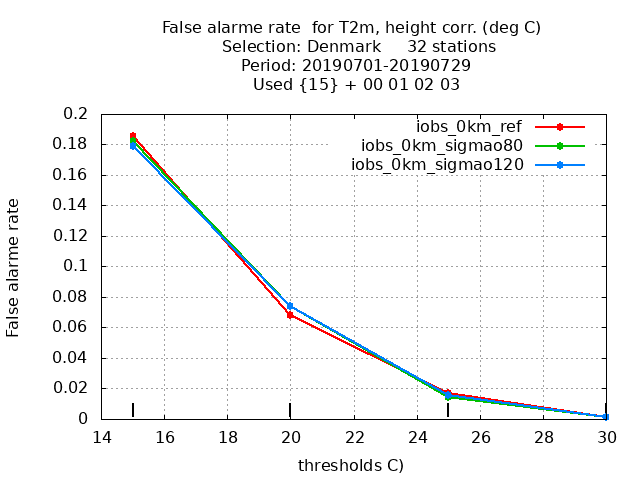 False alarme rate  for T2m, height corr. (deg C)
Selection: Denmark     32 stations
Period: 20190701-20190729
Used {15} + 00 01 02 03
iobs_0km_ref
iobs_0km_sigmao80
iobs_0km_sigmao120
False alarme rate
0.2
0.18
0.16
0.14
0.12
0.1
0.08
0.06
0.04
0.02
0
14 16 18 20 22 24 26 28 30
thresholds C)